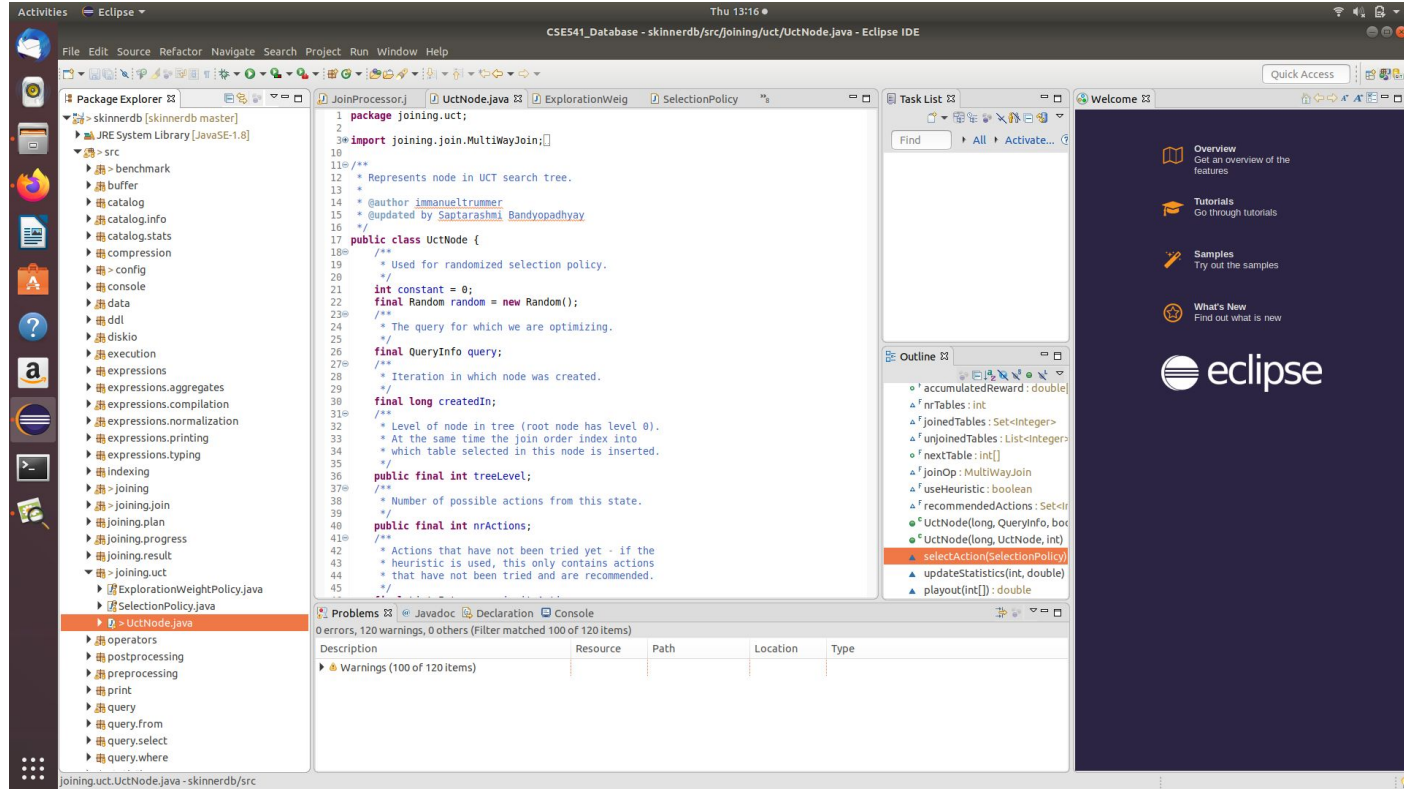 Activities
Eclipse
Thu 13:16
CSE541_Database - skinnerdb/src/joining/uct/UctNode.java - Eclipse IDE
File Edit Source Refactor Navigate Search Project Run Window Help
Quick Access
Package Explorer
> skinnerdb [skinnerdb master]
JRE System Library [JavaSE-1.8]
> src
> benchmark
buffer
catalog
catalog.info
catalog.stats
compression
> config
console
data
ddl
diskio
execution
expressions
expressions.aggregates
expressions.compilation
expressions.normalization
expressions.printing
expressions.typing
indexing
> joining
> joining.join
joining.plan
joining.progress
joining.result
> joining.uct
ExplorationWeightPolicy.java
SelectionPolicy.java
> UctNode.java
operators
postprocessing
preprocessing
print
query
query.from
query.select
query.where
JoinProcessor.j
UctNode.java
ExplorationWeig
SelectionPolicy
1 package joining.uct;
2
3 import joining.join.MultiWayJoin;
10
11 /**
12 * Represents node in UCT search tree.
13 *
14 * @author immanueltrummer
15 * @updated by Saptarashmi Bandyopadhyay
16 */
17 public class UctNode {
18 /**
19 * Used for randomized selection policy.
20 */
21 int constant = 0;
22 final Random random = new Random();
23 /**
24 * The query for which we are optimizing.
25 */
26 final QueryInfo query;
27 /**
28 * Iteration in which node was created.
29 */
30 final long createdIn;
31 /**
32 * Level of node in tree (root node has level 0).
33 * At the same time the join order index into
34 * which table selected in this node is inserted.
35 */
36 public final int treeLevel;
37 /**
38 * Number of possible actions from this state.
39 */
40 public final int nrActions;
41 /**
42 * Actions that have not been tried yet - if the
43 * heuristic is used, this only contains actions
44 * that have not been tried and are recommended.
45 */
Problems
Javadoc
Declaration
Console
0 errors, 120 warnings, 0 others (Filter matched 100 of 120 items)
Description Resource Path Location Type
Warnings (100 of 120 items)
Task List
Find
All
Activate...
Outline
accumulatedReward : double[
nrTables : int
joinedTables : Set<Integer>
unjoinedTables : List<Integer>
nextTable : int[]
joinOp : MultiWayJoin
useHeuristic : boolean
recommendedActions : Set<In
UctNode(long, QueryInfo, boo
UctNode(long, UctNode, int)
selectAction(SelectionPolicy)
updateStatistics(int, double)
playout(int[]) : double
Welcome
Overview
Get an overview of the
features
Tutorials
Go through tutorials
Samples
Try out the samples
What's New
Find out what is new
eclipse
joining.uct.UctNode.java - skinnerdb/src